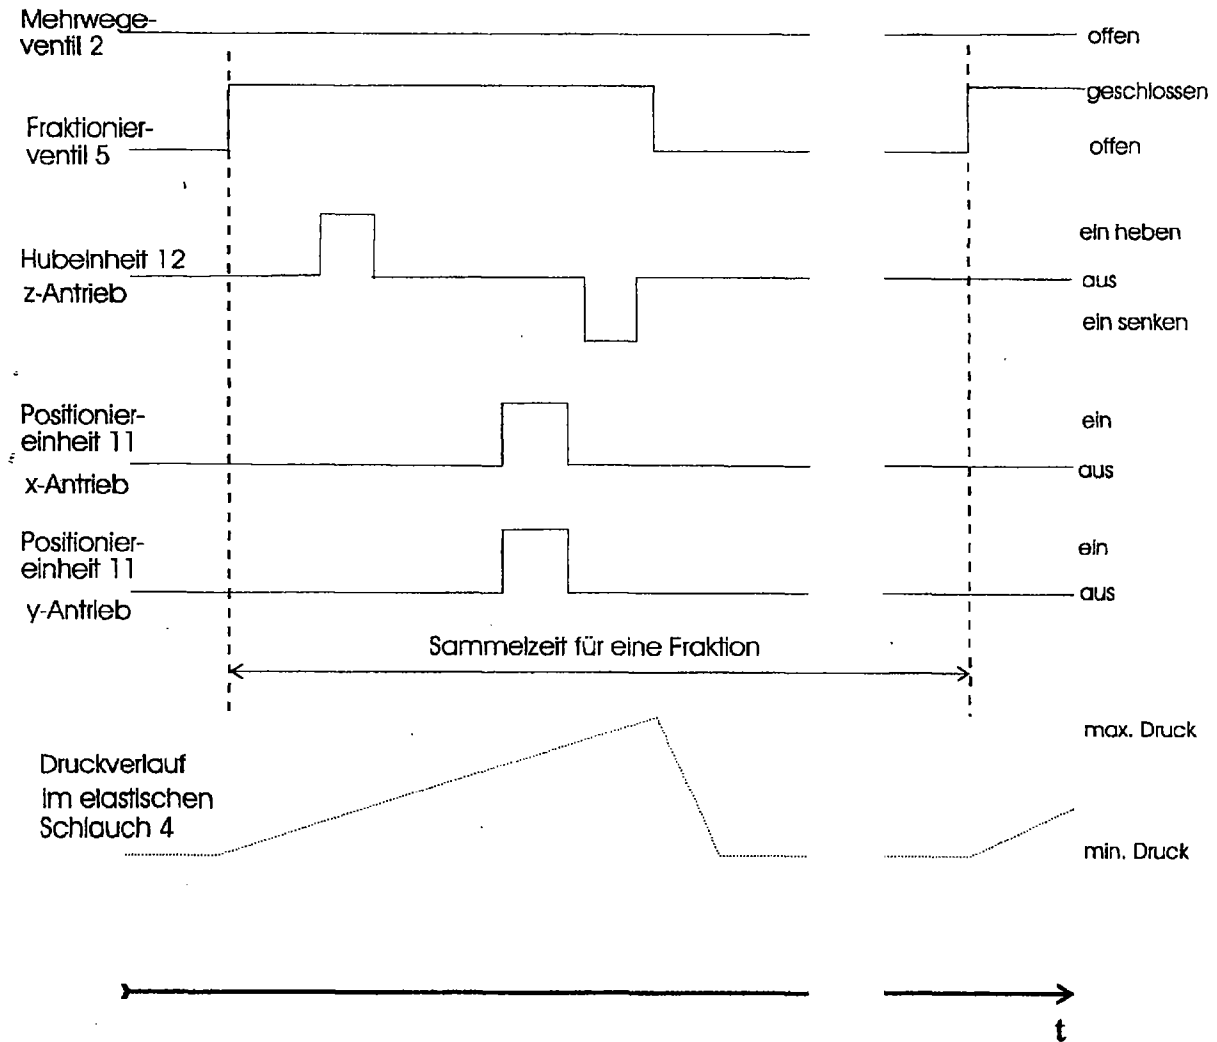 Mehrwege-
ventil 2
offen
geschlossen
Fraktionier-
ventil 5
offen
ein heben
Hubeinheit 12
z-Antrieb
aus
ein senken
Positionier-
einheit 11
x-Antrieb
ein
aus
Positionier-
einheit 11
y-Antrieb
ein
aus
Sammelzeit für eine Fraktion
max. Druck
Druckverlauf
im elastischen
Schlauch 4
min. Druck
t